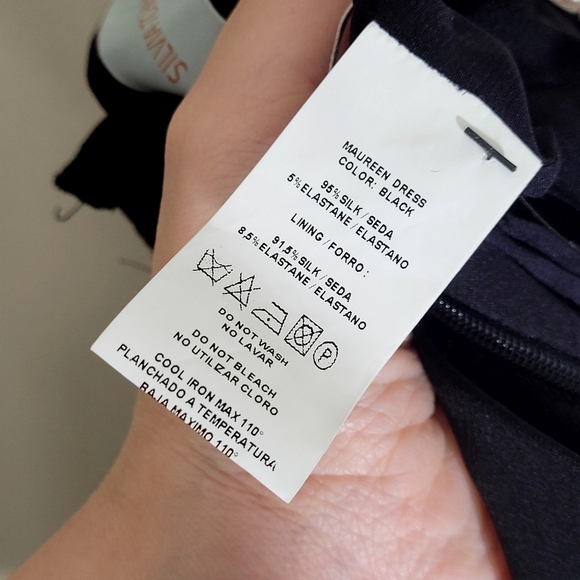 SILVIA
MAUREEN DRESS
COLOR: BLACK
95% SILK / SEDA
5% ELASTANE / ELASTANO
LINING / FORRO :
91,5% SILK / SEDA
8,5% ELASTANE / ELASTANO
P
DO NOT WASH
NO LAVAR
DO NOT BLEACH
NO UTILIZAR CLORO
COOL IRON MAX 110°
PLANCHADO A TEMPERATURA
BAJA MAXIMO 110°